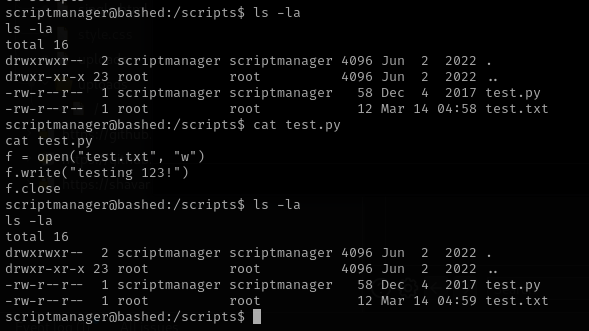 scriptmanager@bashed:/scripts$ ls -la
ls -la
total 16
drwxrwxr--  2 scriptmanager scriptmanager 4096 Jun  2  2022 .
drwxr-xr-x 23 root          root          4096 Jun  2  2022 ..
-rw-r--r--  1 scriptmanager scriptmanager   58 Dec  4  2017 test.py
-rw-r--r--  1 root          root            12 Mar 14 04:58 test.txt
scriptmanager@bashed:/scripts$ cat test.py
cat test.py
f = open("test.txt", "w")
f.write("testing 123!")
f.close
scriptmanager@bashed:/scripts$ ls -la
ls -la
total 16
drwxrwxr--  2 scriptmanager scriptmanager 4096 Jun  2  2022 .
drwxr-xr-x 23 root          root          4096 Jun  2  2022 ..
-rw-r--r--  1 scriptmanager scriptmanager   58 Dec  4  2017 test.py
-rw-r--r--  1 root          root            12 Mar 14 04:59 test.txt
scriptmanager@bashed:/scripts$